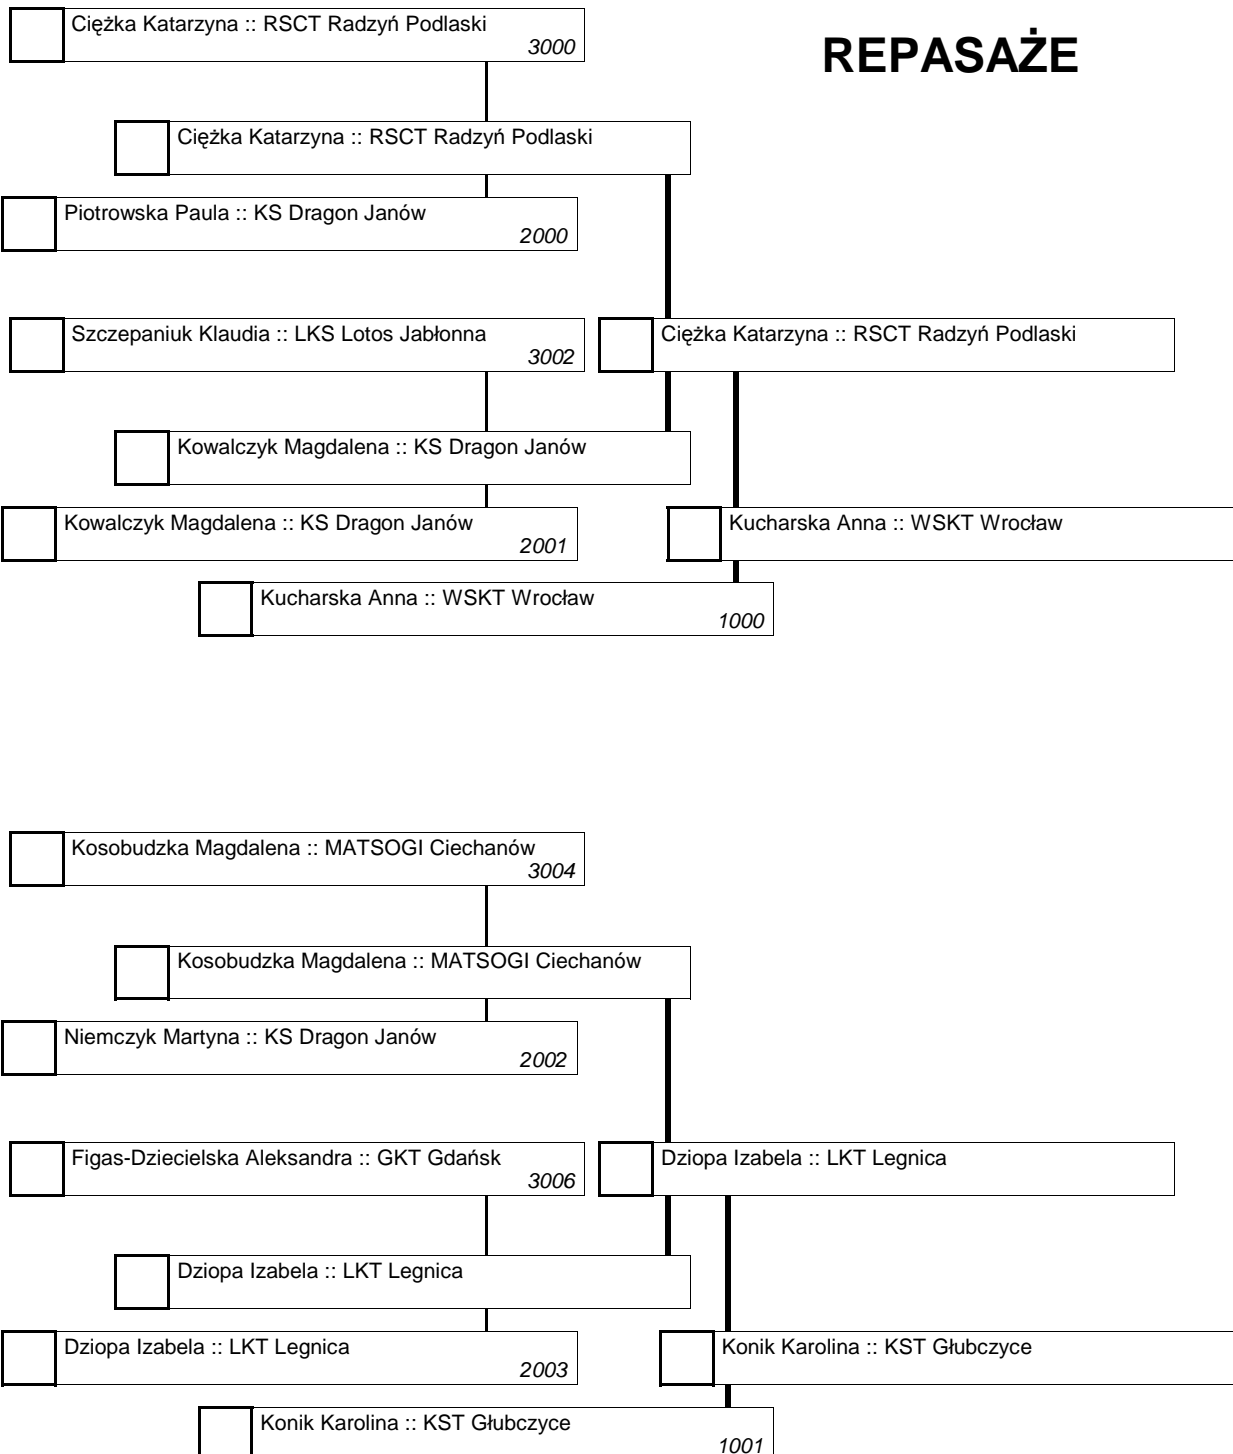 Ciężka Katarzyna :: RSCT Radzyń Podlaski
3000
REPASAŻE
Ciężka Katarzyna :: RSCT Radzyń Podlaski
Piotrowska Paula :: KS Dragon Janów
2000
Szczepaniuk Klaudia :: LKS Lotos Jabłonna
3002
Ciężka Katarzyna :: RSCT Radzyń Podlaski
Kowalczyk Magdalena :: KS Dragon Janów
Kowalczyk Magdalena :: KS Dragon Janów
2001
Kucharska Anna :: WSKT Wrocław
Kucharska Anna :: WSKT Wrocław
1000
Kosobudzka Magdalena :: MATSOGI Ciechanów
3004
Kosobudzka Magdalena :: MATSOGI Ciechanów
Niemczyk Martyna :: KS Dragon Janów
2002
Figas-Dziecielska Aleksandra :: GKT Gdańsk
3006
Dziopa Izabela :: LKT Legnica
Dziopa Izabela :: LKT Legnica
Dziopa Izabela :: LKT Legnica
2003
Konik Karolina :: KST Głubczyce
Konik Karolina :: KST Głubczyce
1001